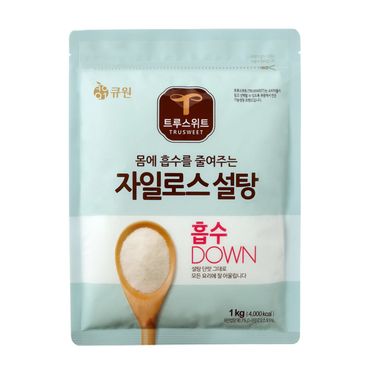 큐원
트루스위트
TRUSWEET
몸에 흡수를 줄여주는
자일로스 설탕
흡수
DOWN
설탕 단맛 그대로
모든 요리에 잘 어울립니다
1kg (4,000kcal)